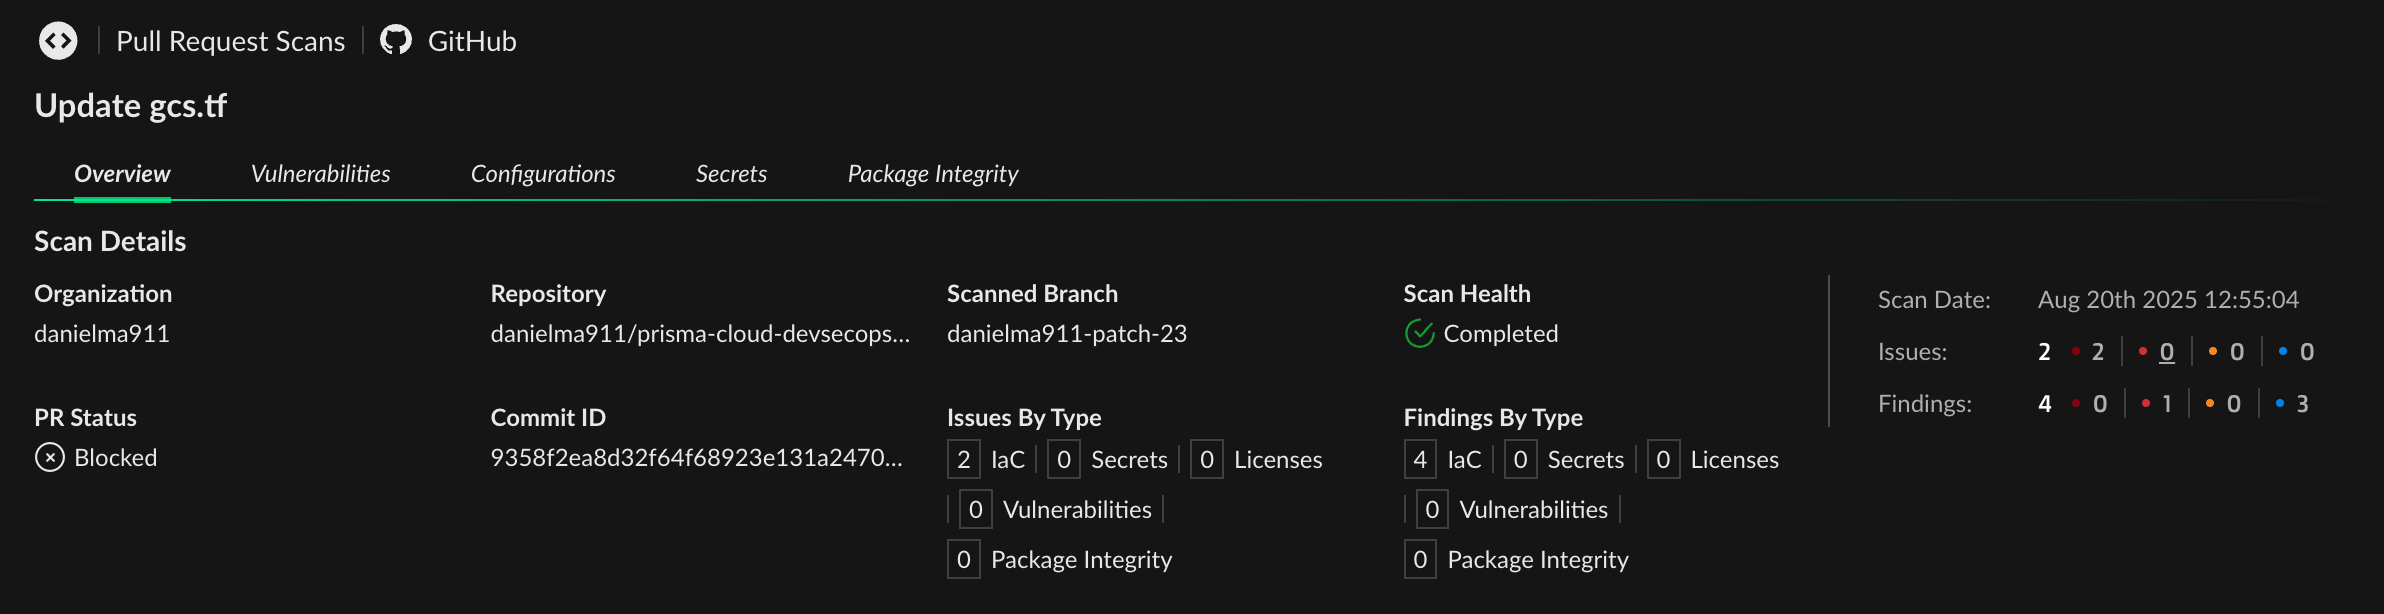 Pull Request Scans | GitHub
Update gcs.tf
Overview Vulnerabilities Configurations Secrets Package Integrity
Scan Details
Organization Repository Scanned Branch Scan Health
danielma911 danielma911/prisma-cloud-devsecops... danielma911-patch-23 Completed
Scan Date: Aug 20th 2025 12:55:04
Issues: 2 2 | 0 | 0 | 0
Findings: 4 0 | 1 | 0 | 3
PR Status Commit ID Issues By Type Findings By Type
Blocked 9358f2ea8d32f64f68923e131a2470... 2 IaC | 0 Secrets | 0 Licenses 4 IaC | 0 Secrets | 0 Licenses
| 0 Vulnerabilities | | 0 Vulnerabilities |
0 Package Integrity 0 Package Integrity